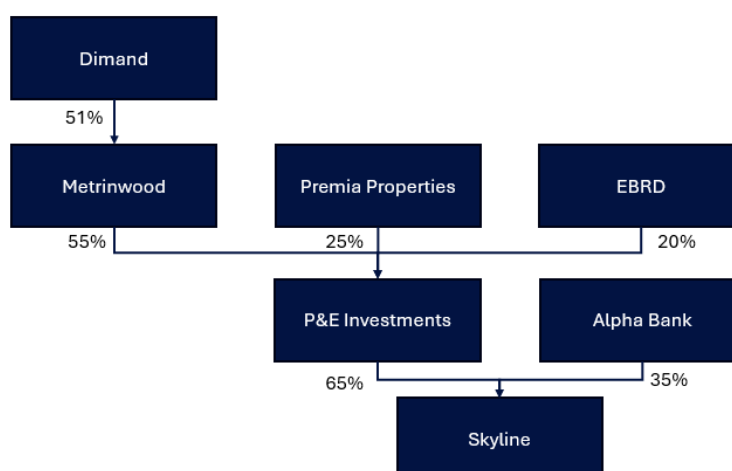 Dimand
51%
Metrinwood
Premia Properties
EBRD
55%
25%
20%
P&E Investments
Alpha Bank
65%
35%
Skyline